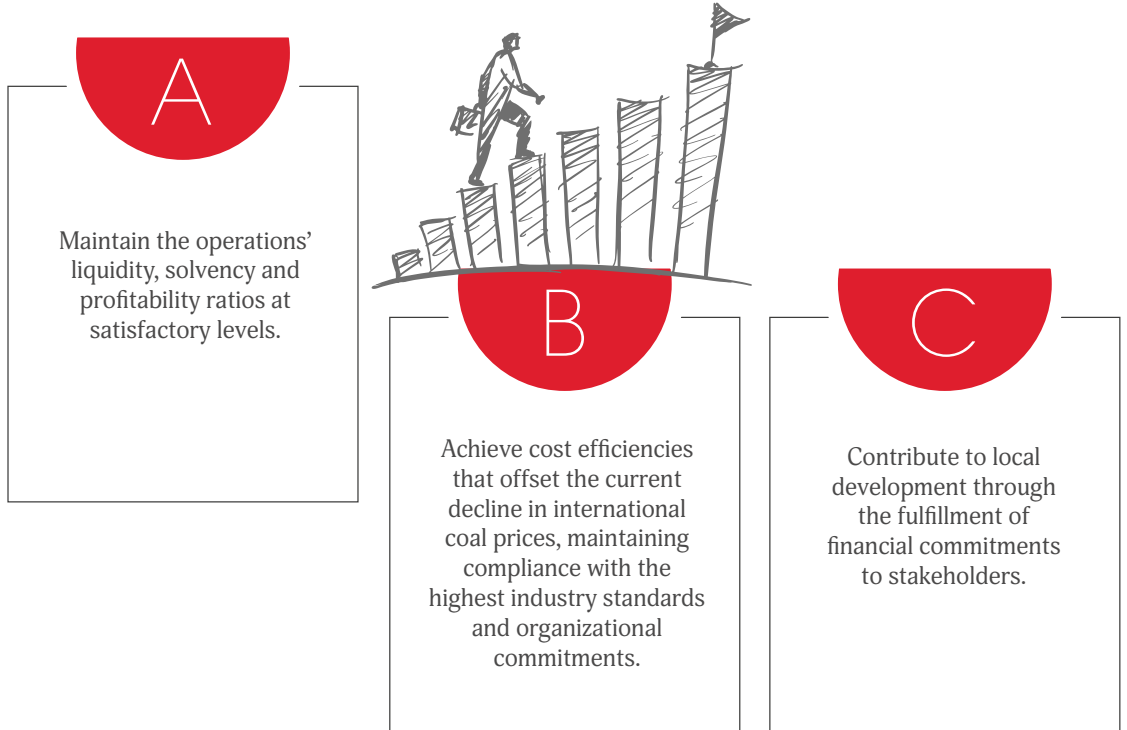 A
Maintain the operations’
liquidity, solvency and
profitability ratios at
satisfactory levels.
B
Achieve cost efficiencies
that offset the current
decline in international
coal prices, maintaining
compliance with the
highest industry standards
and organizational
commitments.
C
Contribute to local
development through
the fulfillment of
financial commitments
to stakeholders.